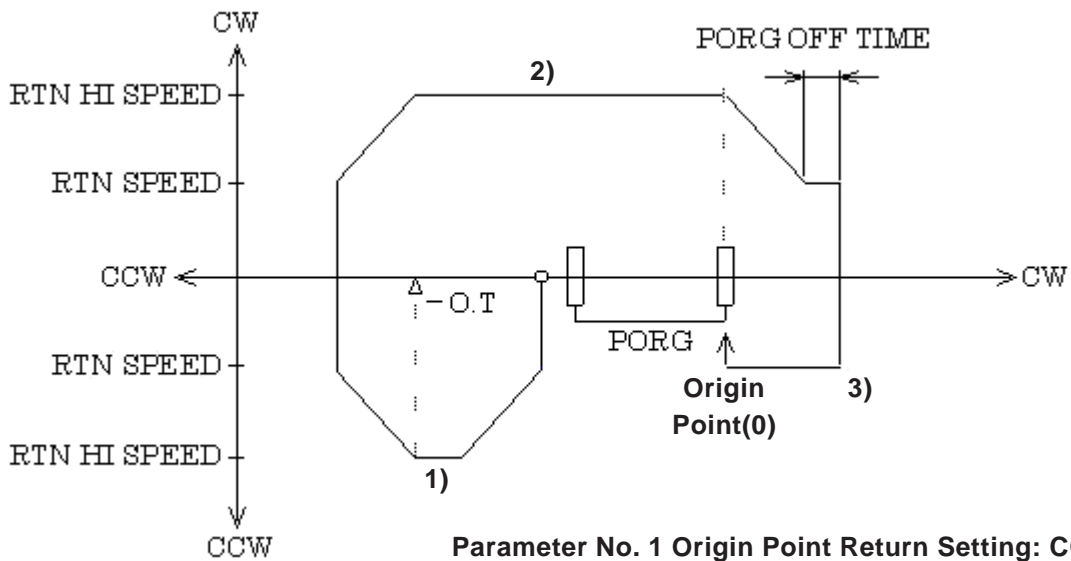 CW
PORG OFF TIME
2)
RTN HI SPEED
RTN SPEED
CCW
CW
－O.T
PORG
RTN SPEED
Origin
Point(0)
3)
RTN HI SPEED
1)
CCW
Parameter No. 1 Origin Point Return Setting: